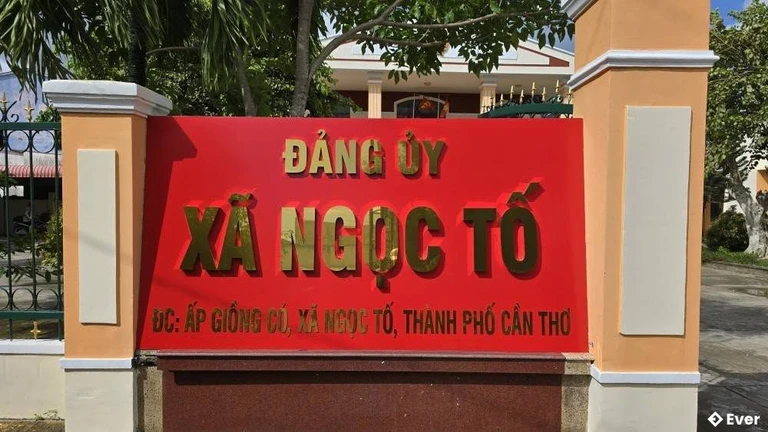 ĐẢNG ỦY
XÃ NGỌC TỐ
ĐC: ẤP GIỒNG CÓ, XÃ NGỌC TỐ, THÀNH PHỐ CẦN THƠ
Ever